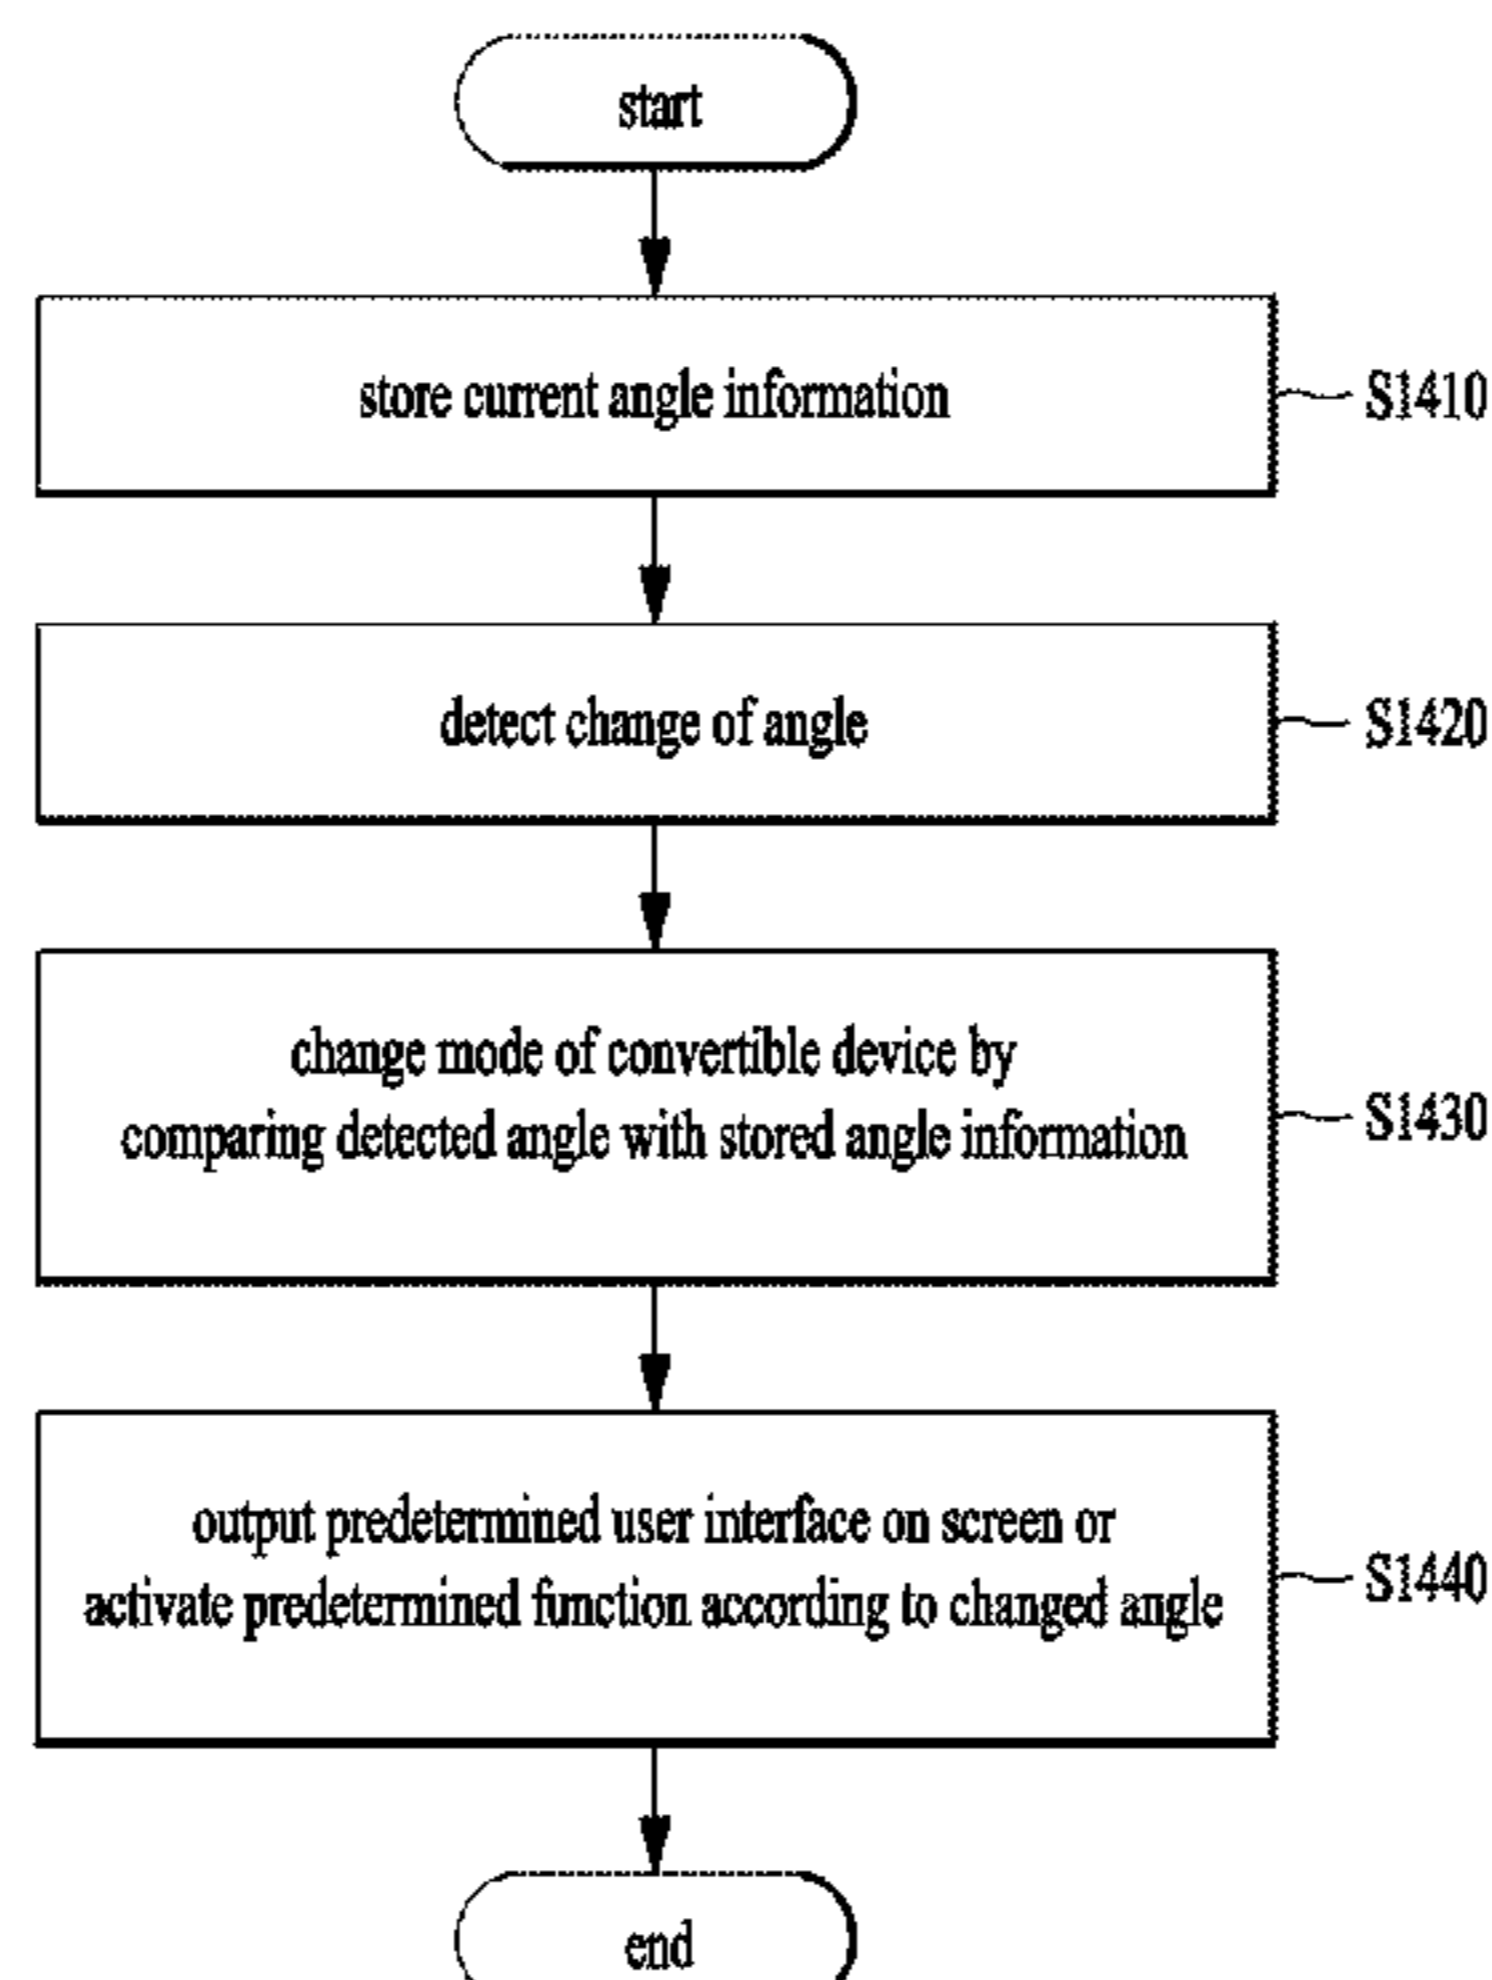 start
store current angle information
S1410
detect change of angle
S1420
change mode of convertible device by
comparing detected angle with stored angle information
S1430
output predetermined user interface on screen or
activate predetermined function according to changed angle
S1440
end